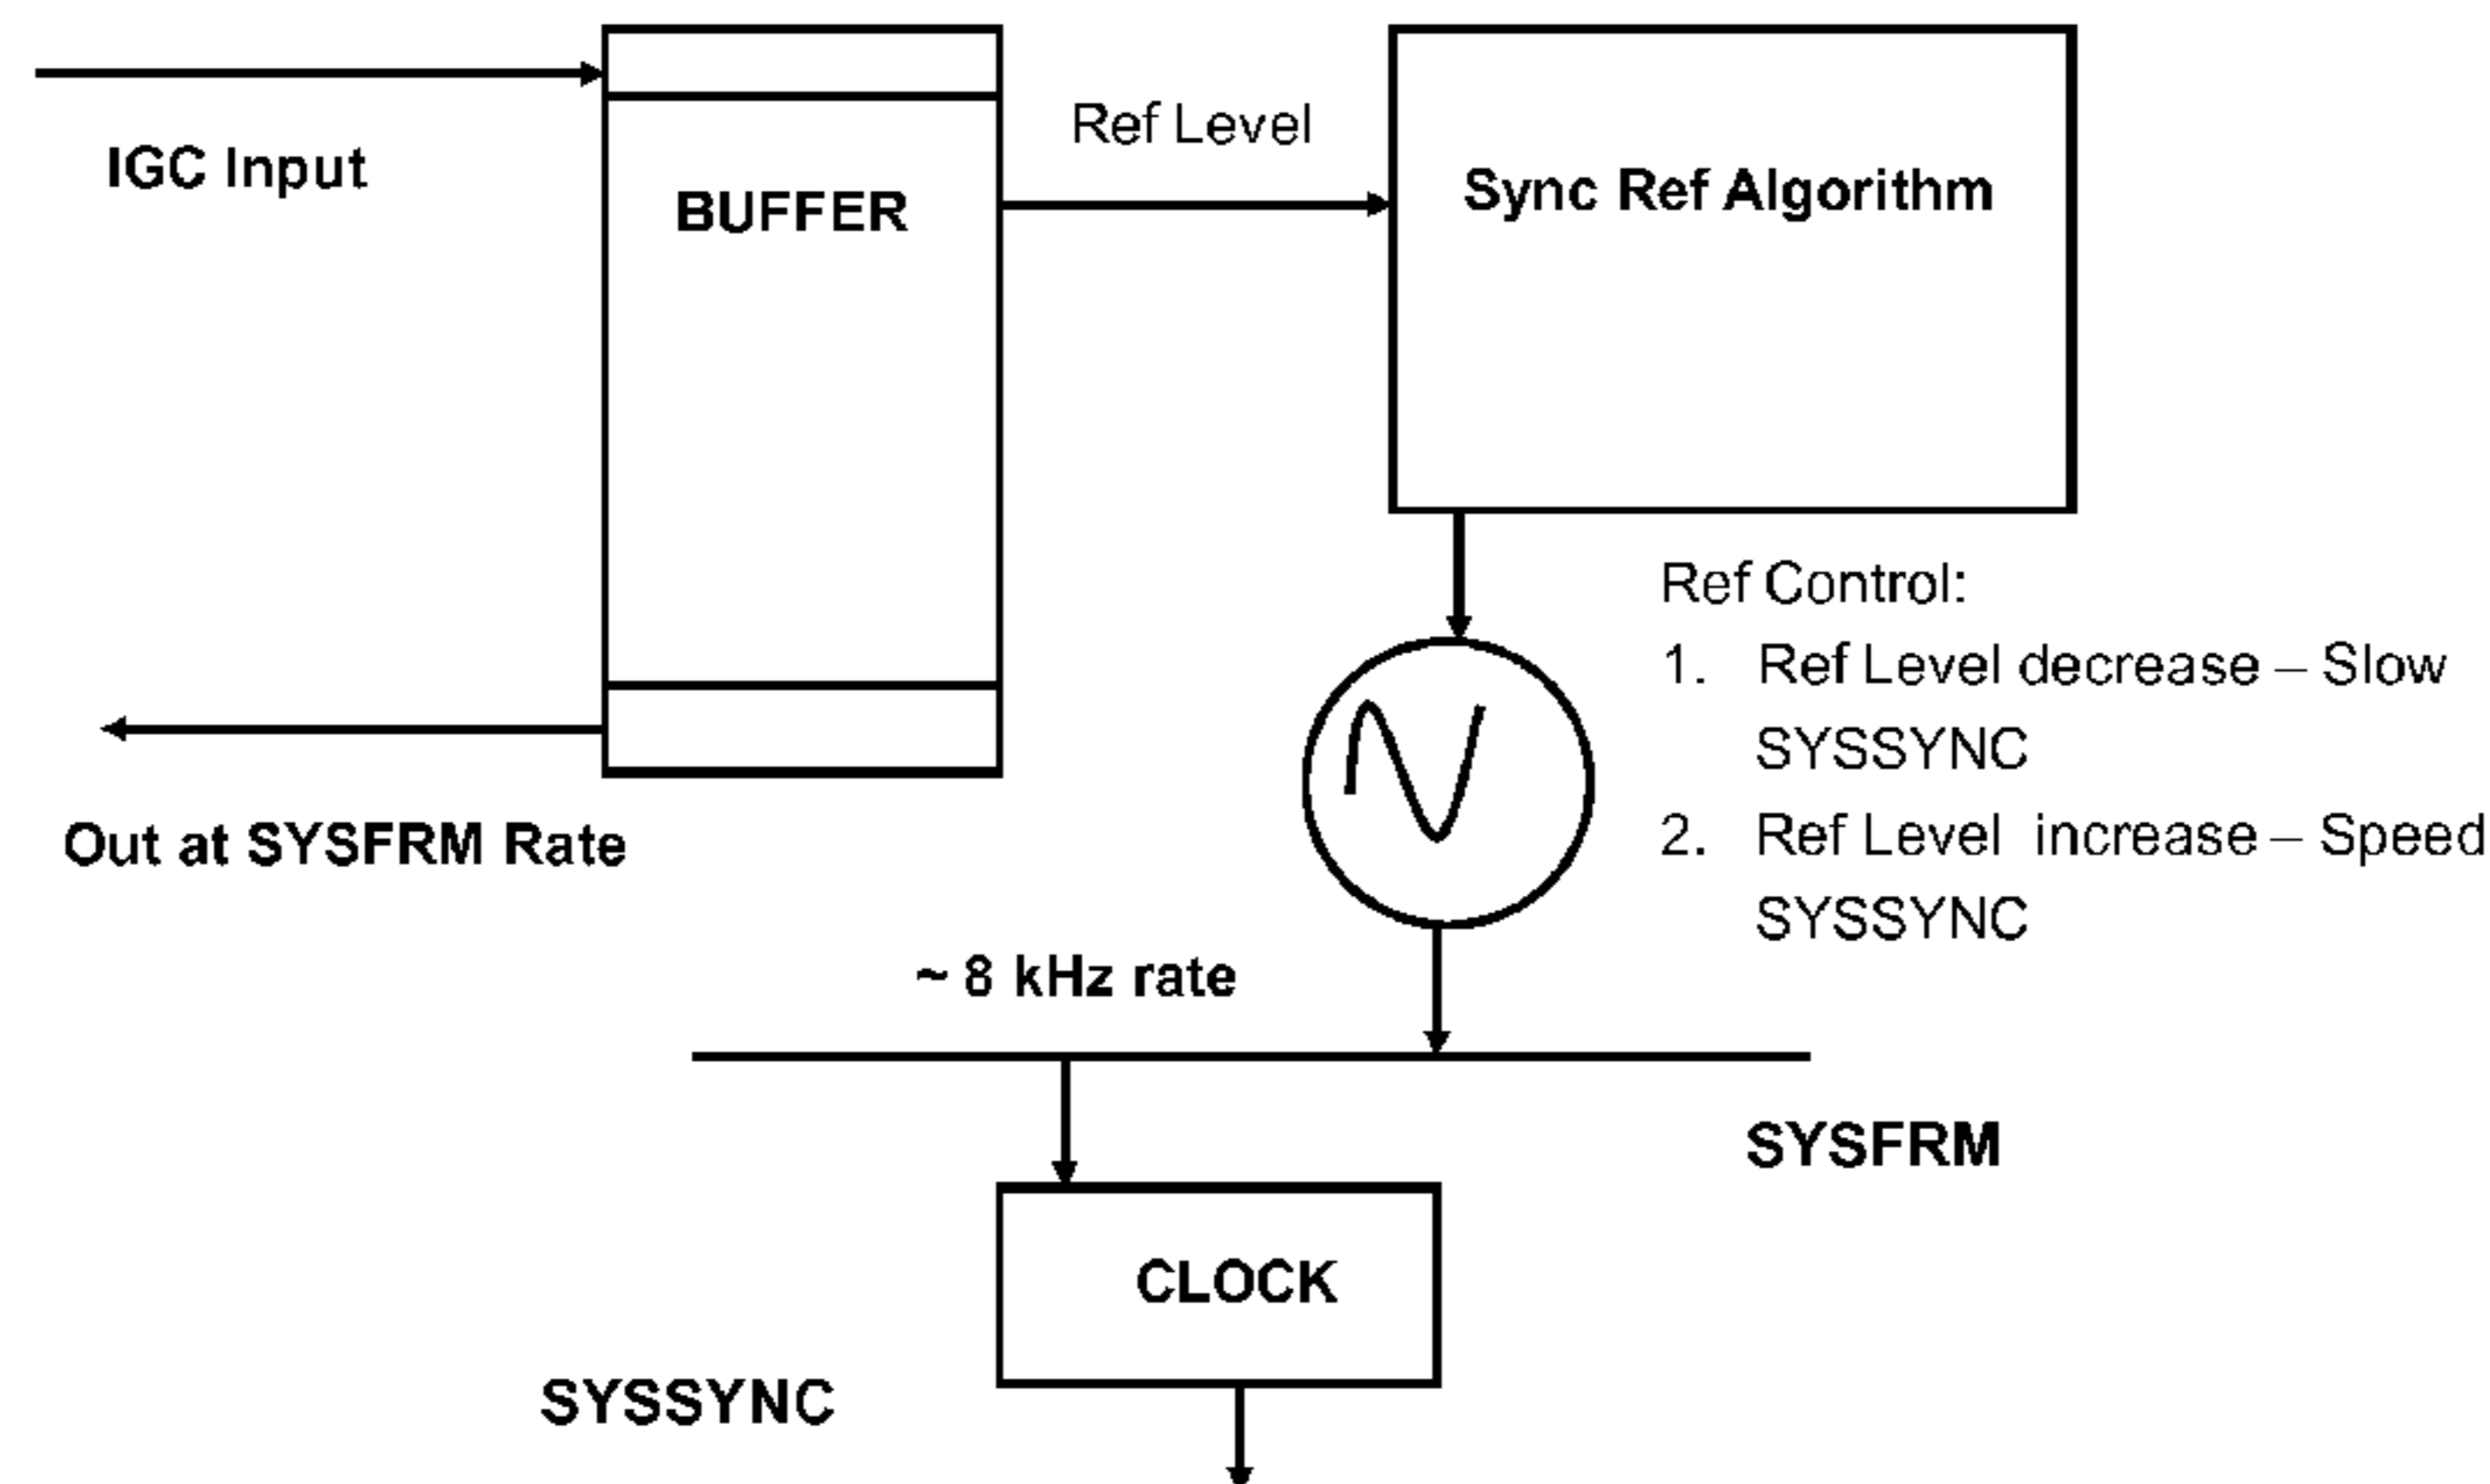 IGC Input
BUFFER
Ref Level
Sync Ref Algorithm
Ref Control:
1. Ref Level decrease – Slow
SYSSYNC
2. Ref Level increase – Speed
SYSSYNC
Out at SYSFRM Rate
~ 8 kHz rate
SYSFRM
CLOCK
SYSSYNC